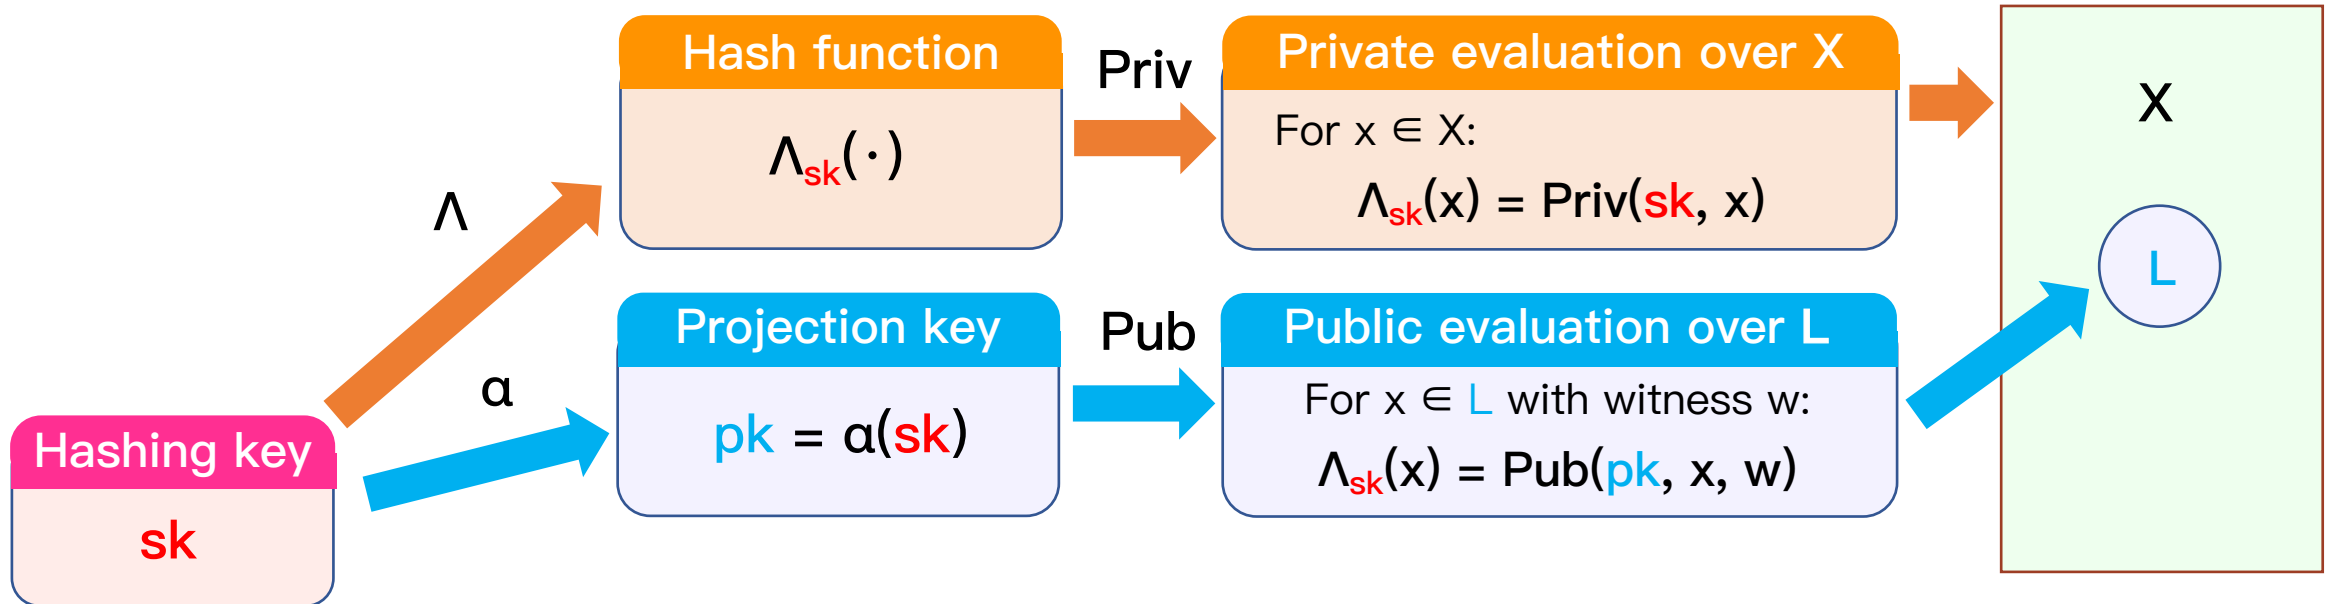 Hash function
Λsk(·)
Priv
Private evaluation over X
For x ∈ X:
Λsk(x) = Priv(sk, x)
X
Λ
L
Projection key
pk = α(sk)
Pub
Public evaluation over L
For x ∈ L with witness w:
Λsk(x) = Pub(pk, x, w)
α
Hashing key
sk